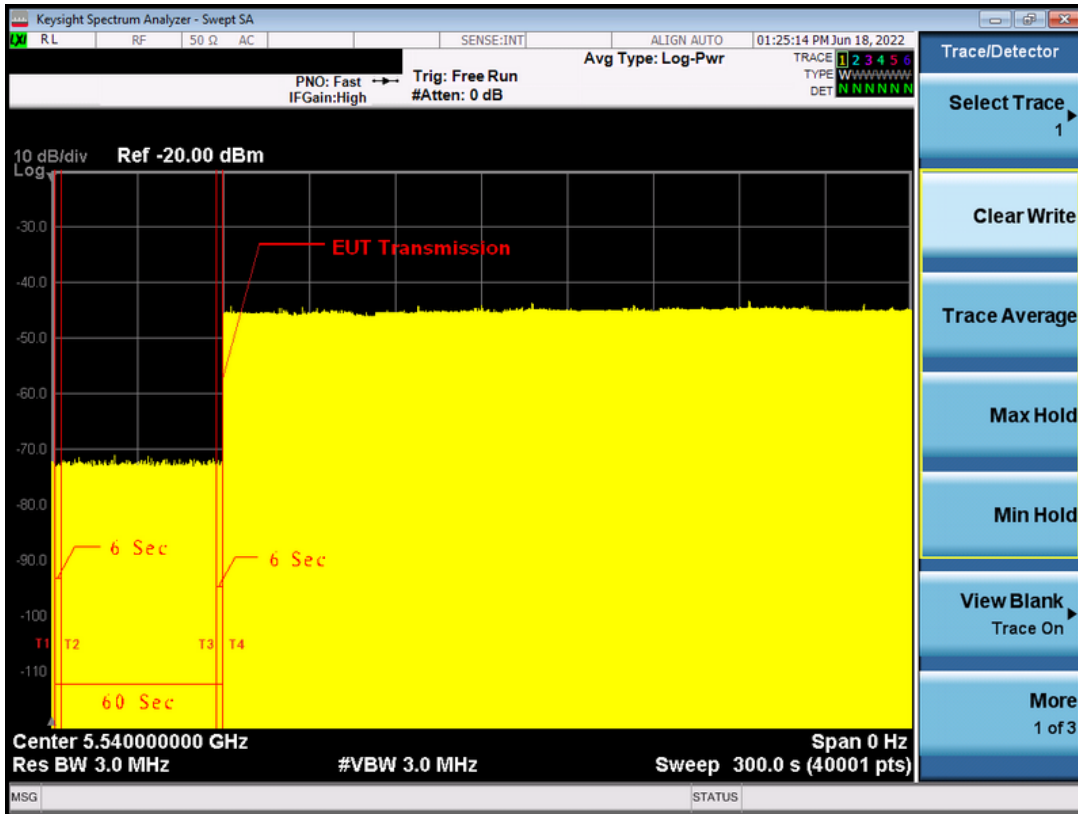 Keysight Spectrum Analyzer - Swept SA
LXI RL RF 50 Ω AC SENSE:INT ALIGN AUTO 01:25:14 PM Jun 18, 2022
Avg Type: Log-Pwr TRACE 1 2 3 4 5 6
PNO: Fast Trig: Free Run TYPE WWWWWW
IFGain:High #Atten: 0 dB DET N N N N N N
10 dB/div Ref -20.00 dBm
Log
-30.0
EUT Transmission
-40.0
-50.0
-60.0
-70.0
-80.0
6 Sec
-90.0
6 Sec
-100
T1 T2 T3 T4
-110
60 Sec
Center 5.540000000 GHz Span 0 Hz
Res BW 3.0 MHz #VBW 3.0 MHz Sweep 300.0 s (40001 pts)
MSG STATUS
Trace/Detector
Select Trace
1
Clear Write
Trace Average
Max Hold
Min Hold
View Blank
Trace On
More
1 of 3